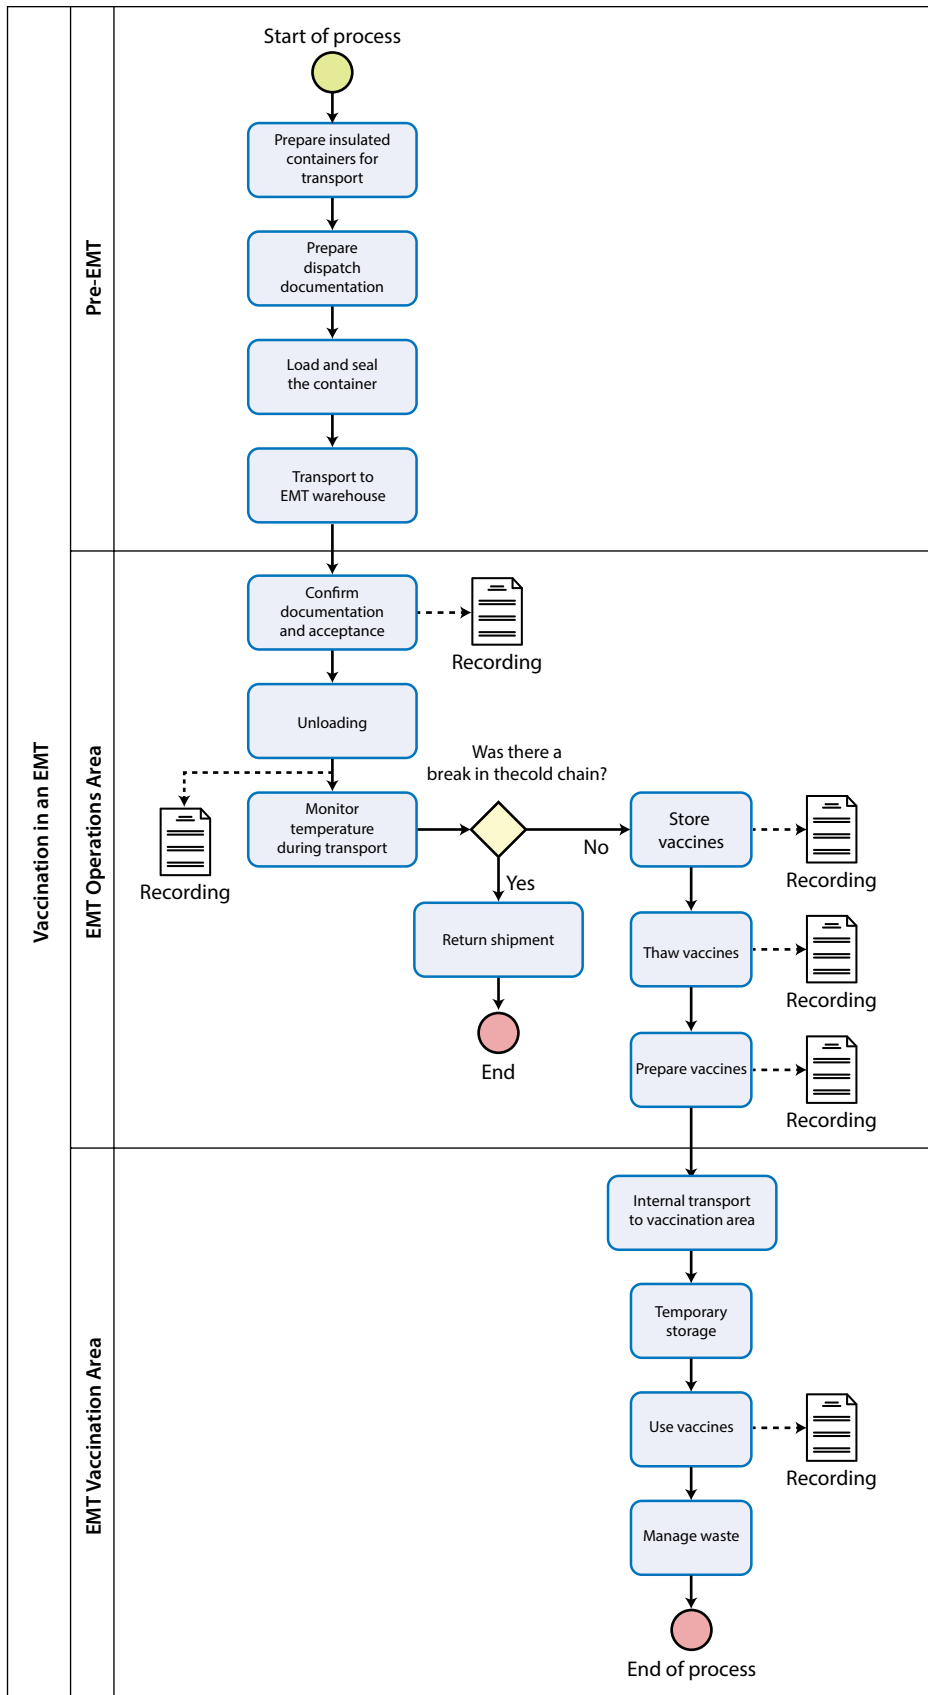 Vaccination in an EMT
Pre-EMT
Start of process
Prepare insulated
containers for
transport
Prepare
dispatch
documentation
Load and seal
the container
Transport to
EMT warehouse
EMT Operations Area
Confirm
documentation
and acceptance
Recording
Unloading
Recording
Monitor
temperature
during transport
Was there a
break in thecold chain?
No
Yes
Return shipment
End
Store
vaccines
Recording
Thaw vaccines
Recording
Prepare vaccines
Recording
EMT Vaccination Area
Internal transport
to vaccination area
Temporary
storage
Use vaccines
Recording
Manage waste
End of process